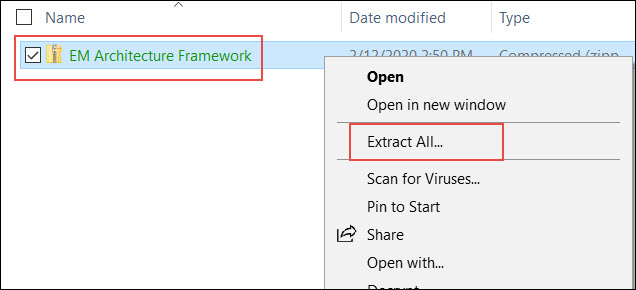 Name Date modified Type
EM Architecture Framework 2/12/2020 2:50 PM Compressed (zipp
Open
Open in new window
Extract All...
Scan for Viruses...
Pin to Start
Share
Open with...
Decrypt